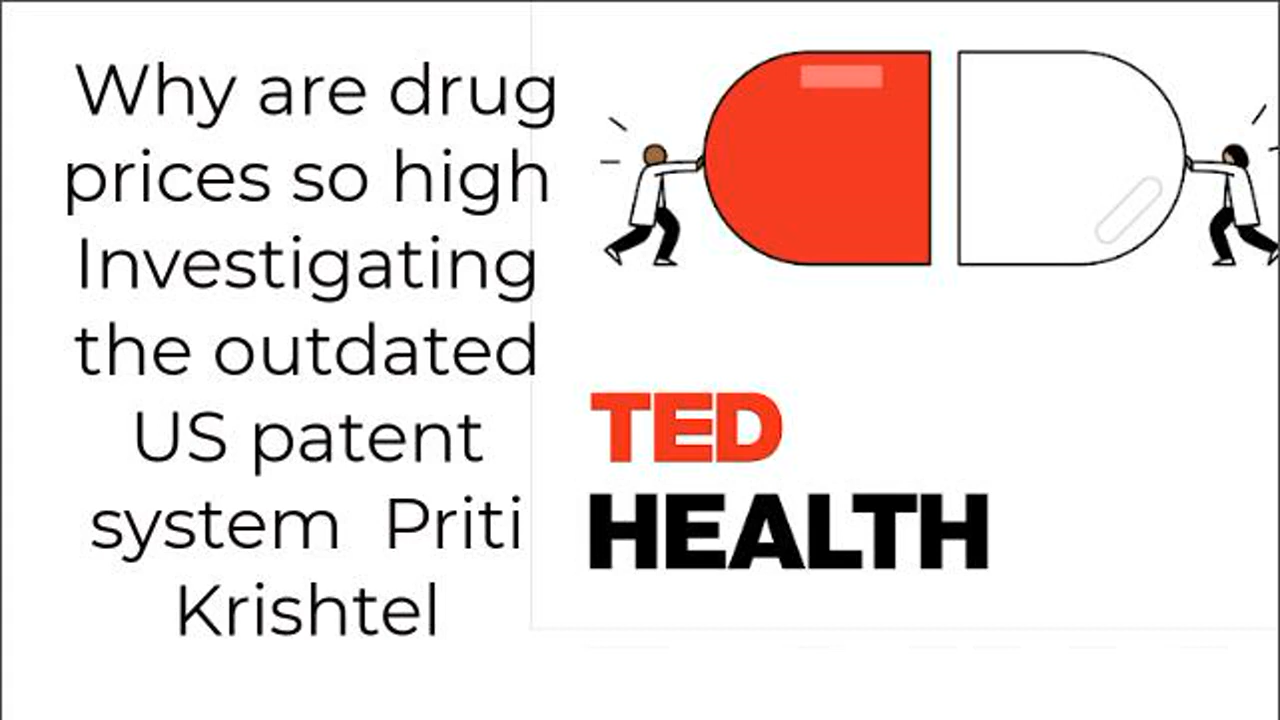 Why are drug
prices so high
Investigating
the outdated
US patent
system  Priti
Krishtel
TED
HEALTH